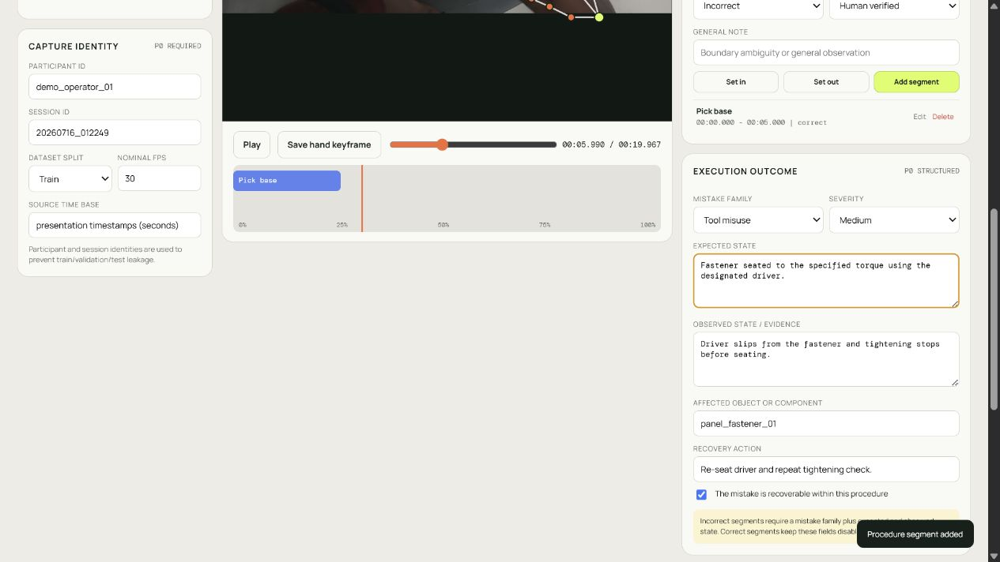 CAPTURE IDENTITY
P0 REQUIRED
PARTICIPANT ID
demo_operator_01
SESSION ID
20260716_012249
DATASET SPLIT
NOMINAL FPS
Train
30
SOURCE TIME BASE
presentation timestamps (seconds)
Participant and session identities are used to
prevent train/validation/test leakage.
Play
Save hand keyframe
00:05.990 / 00:19.967
Pick base
0%
25%
50%
75%
100%
Incorrect
Human verified
GENERAL NOTE
Boundary ambiguity or general observation
Set in
Set out
Add segment
Pick base
00:00.000 - 00:05.000 | correct
Edit
Delete
EXECUTION OUTCOME
P0 STRUCTURED
MISTAKE FAMILY
SEVERITY
Tool misuse
Medium
EXPECTED STATE
Fastener seated to the specified torque using the
designated driver.
OBSERVED STATE / EVIDENCE
Driver slips from the fastener and tightening stops
before seating.
AFFECTED OBJECT OR COMPONENT
panel_fastener_01
RECOVERY ACTION
Re-seat driver and repeat tightening check.
The mistake is recoverable within this procedure
Incorrect segments require a mistake family plus
state. Correct segments keep these fields
Procedure segment added